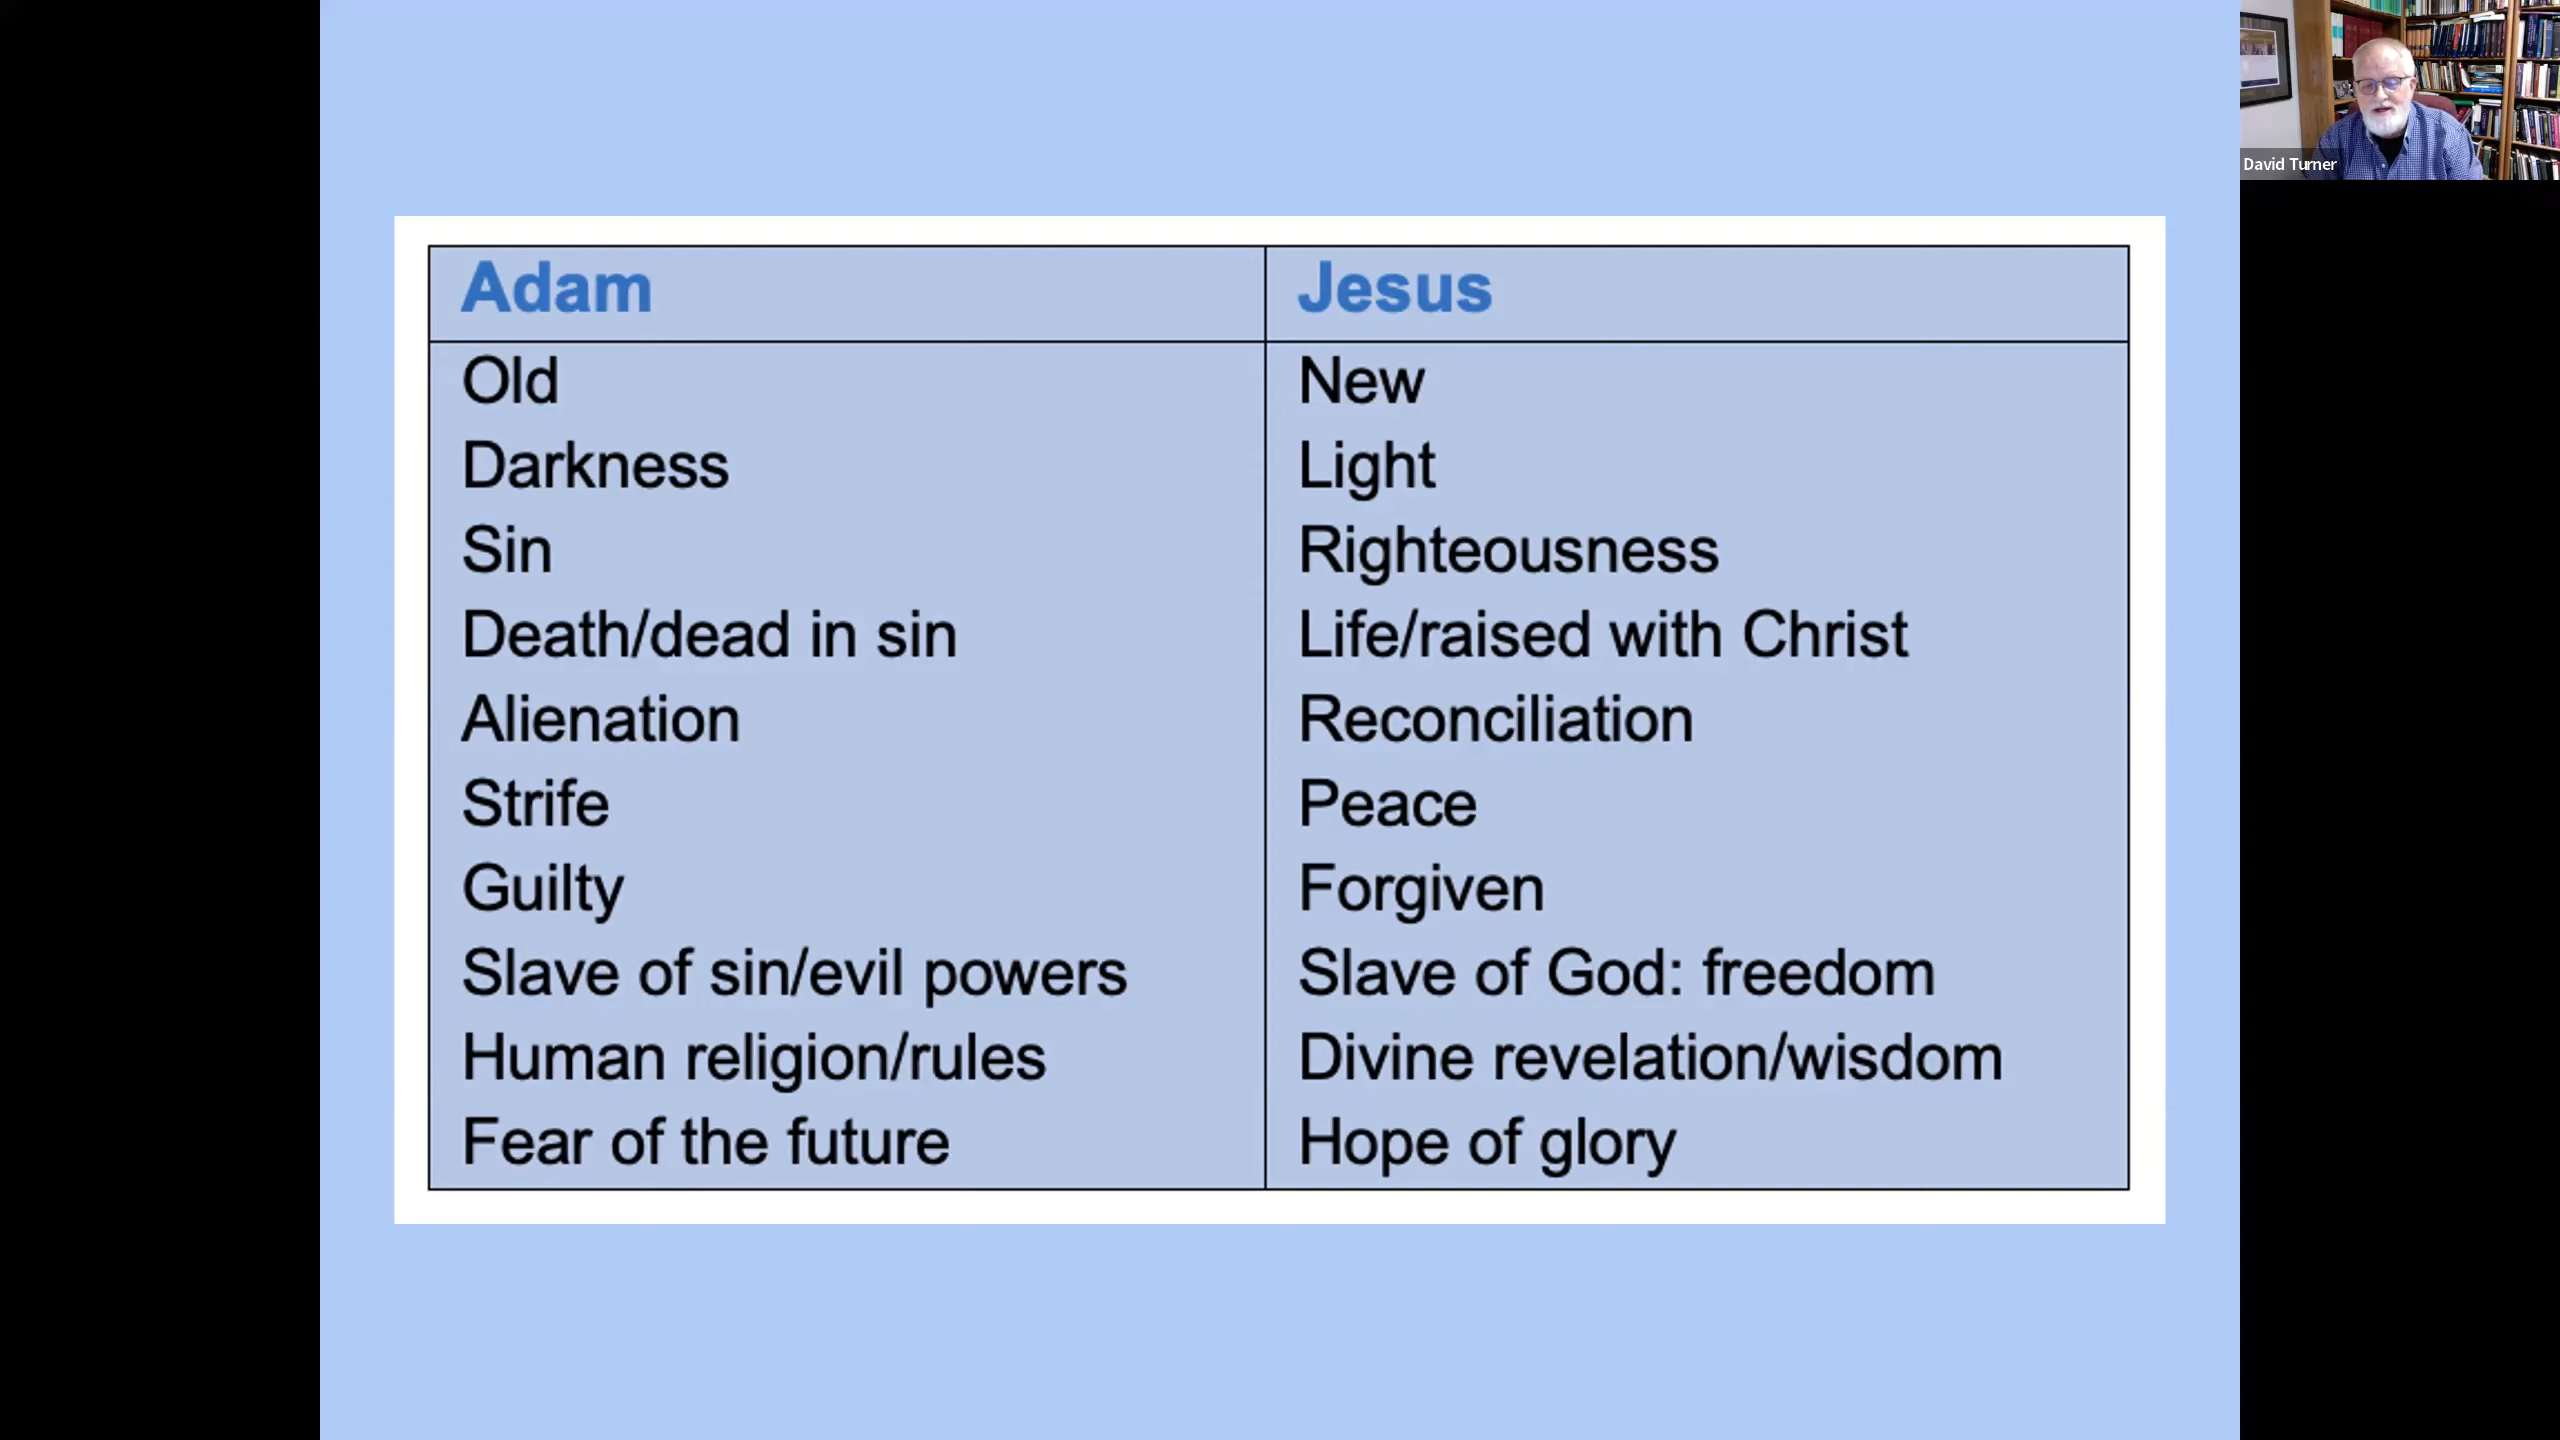 David Turner
Adam Jesus
Old New
Darkness Light
Sin Righteousness
Death/dead in sin Life/raised with Christ
Alienation Reconciliation
Strife Peace
Guilty Forgiven
Slave of sin/evil powers Slave of God: freedom
Human religion/rules Divine revelation/wisdom
Fear of the future Hope of glory